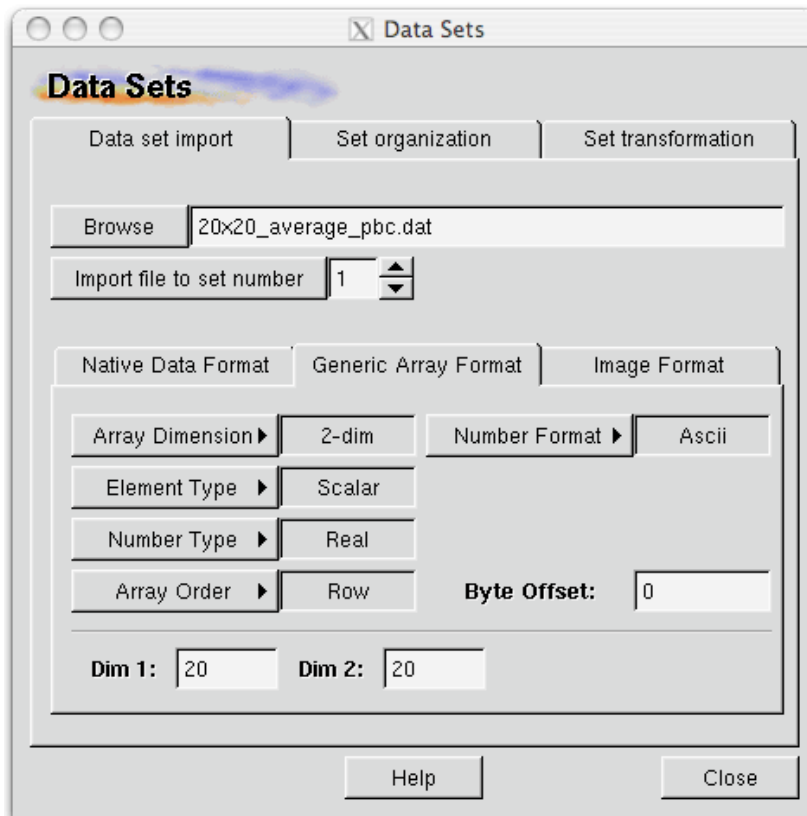 Data Sets
Data Sets
Data set import Set organization Set transformation
Browse 20x20_average_pbc.dat
Import file to set number 1
Native Data Format Generic Array Format Image Format
Array Dimension 2-dim Number Format Ascii
Element Type Scalar
Number Type Real
Array Order Row Byte Offset: 0
Dim 1: 20 Dim 2: 20
Help Close